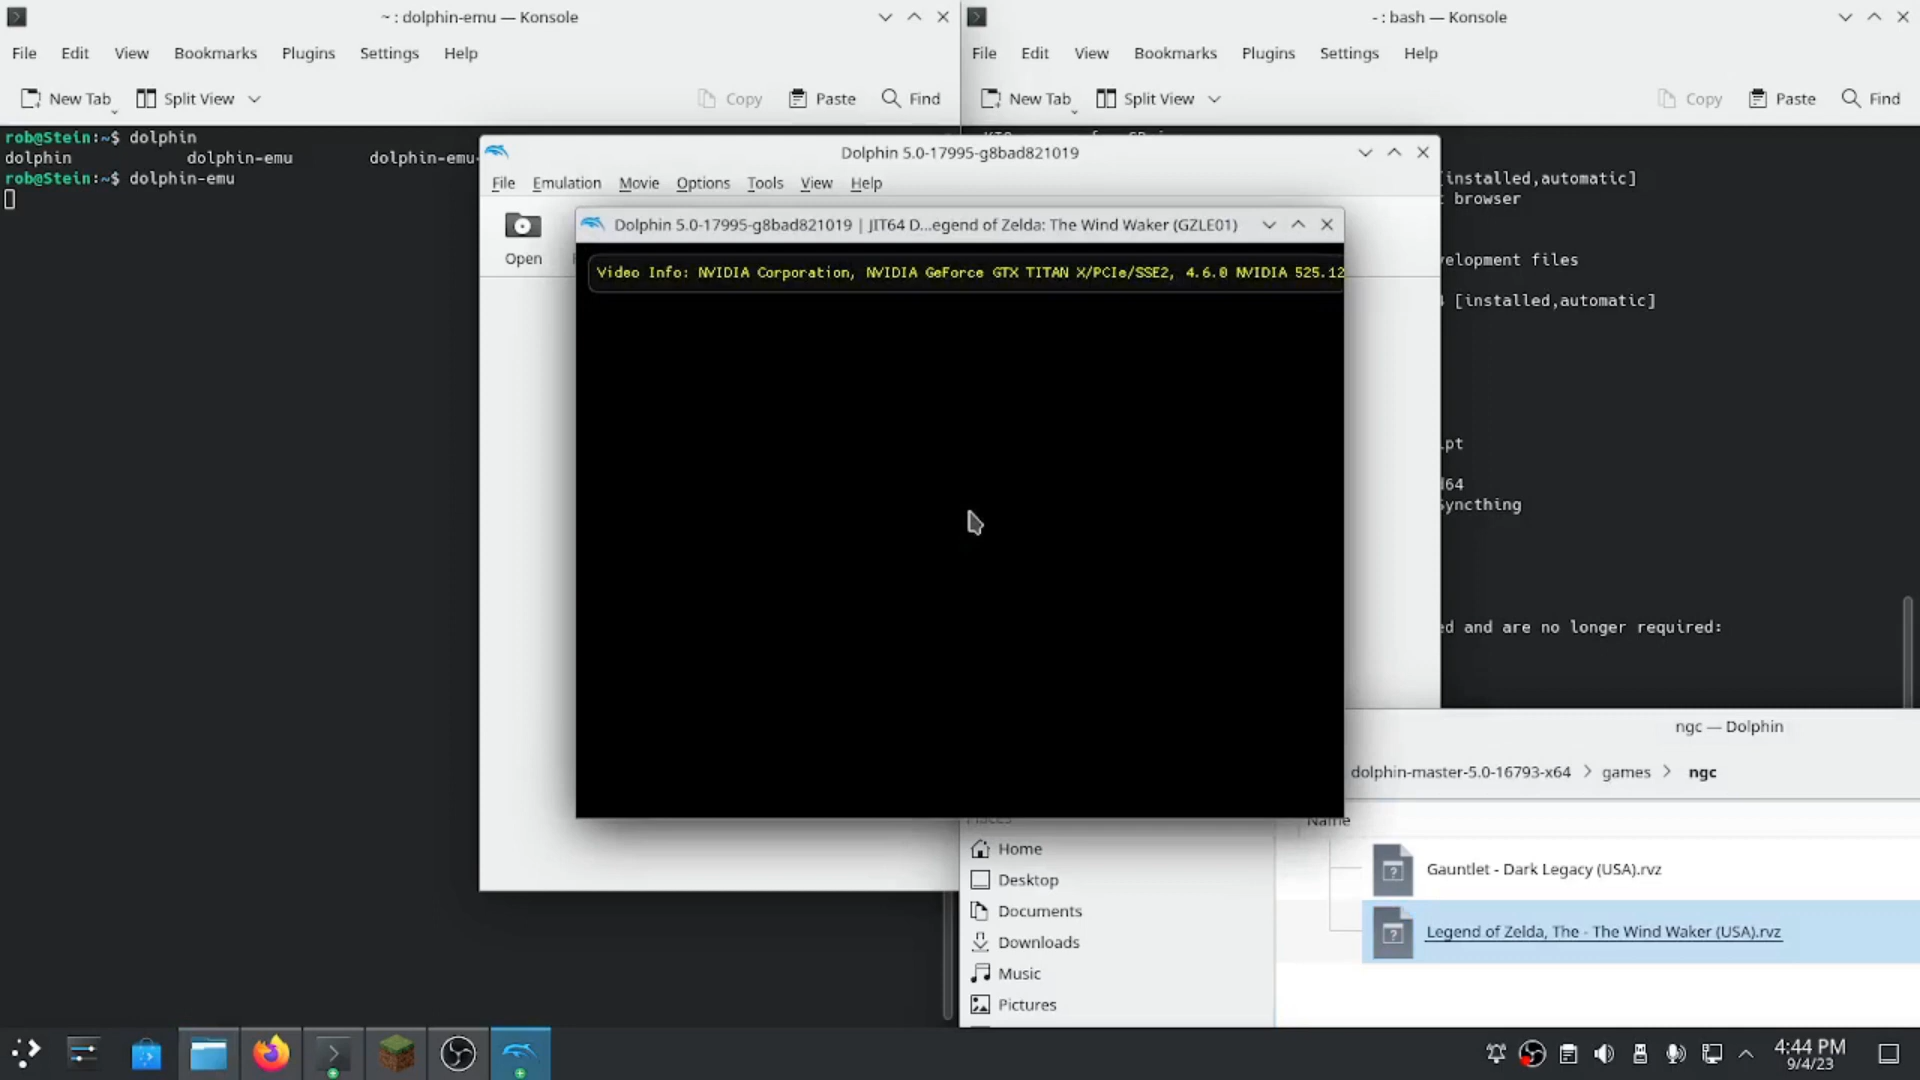 ~ : dolphin-emu — Konsole
File Edit View Bookmarks Plugins Settings Help
New Tab Split View Copy Paste Find
rob@Stein:~$ dolphin
dolphin dolphin-emu dolphin-emu-
rob@Stein:~$ dolphin-emu
- : bash — Konsole
File Edit View Bookmarks Plugins Settings Help
New Tab Split View Copy Paste Find
[installed,automatic]
browser
velopment files
[installed,automatic]
ipt
d64
Syncthing
ed and are no longer required:
Dolphin 5.0-17995-g8bad821019
File Emulation Movie Options Tools View Help
Open
Dolphin 5.0-17995-g8bad821019 | JIT64 D...egend of Zelda: The Wind Waker (GZLE01)
Video Info: NVIDIA Corporation, NVIDIA GeForce GTX TITAN X/PCIe/SSE2, 4.6.0 NVIDIA 525.12
ngc — Dolphin
dolphin-master-5.0-16793-x64 > games > ngc
Places
Home
Desktop
Documents
Downloads
Music
Pictures
Name
Gauntlet - Dark Legacy (USA).rvz
Legend of Zelda, The - The Wind Waker (USA).rvz
4:44 PM
9/4/23